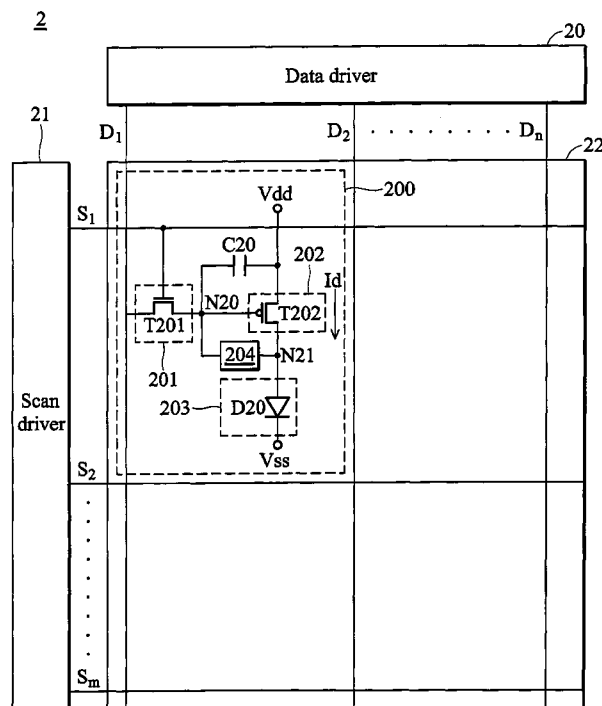 2
20
Data driver
21
D1
D2
Dn
22
200
Vdd
S1
C20
202
Id
N20
T202
T201
204
N21
201
203
D20
Scan
driver
Vss
S2
Sm